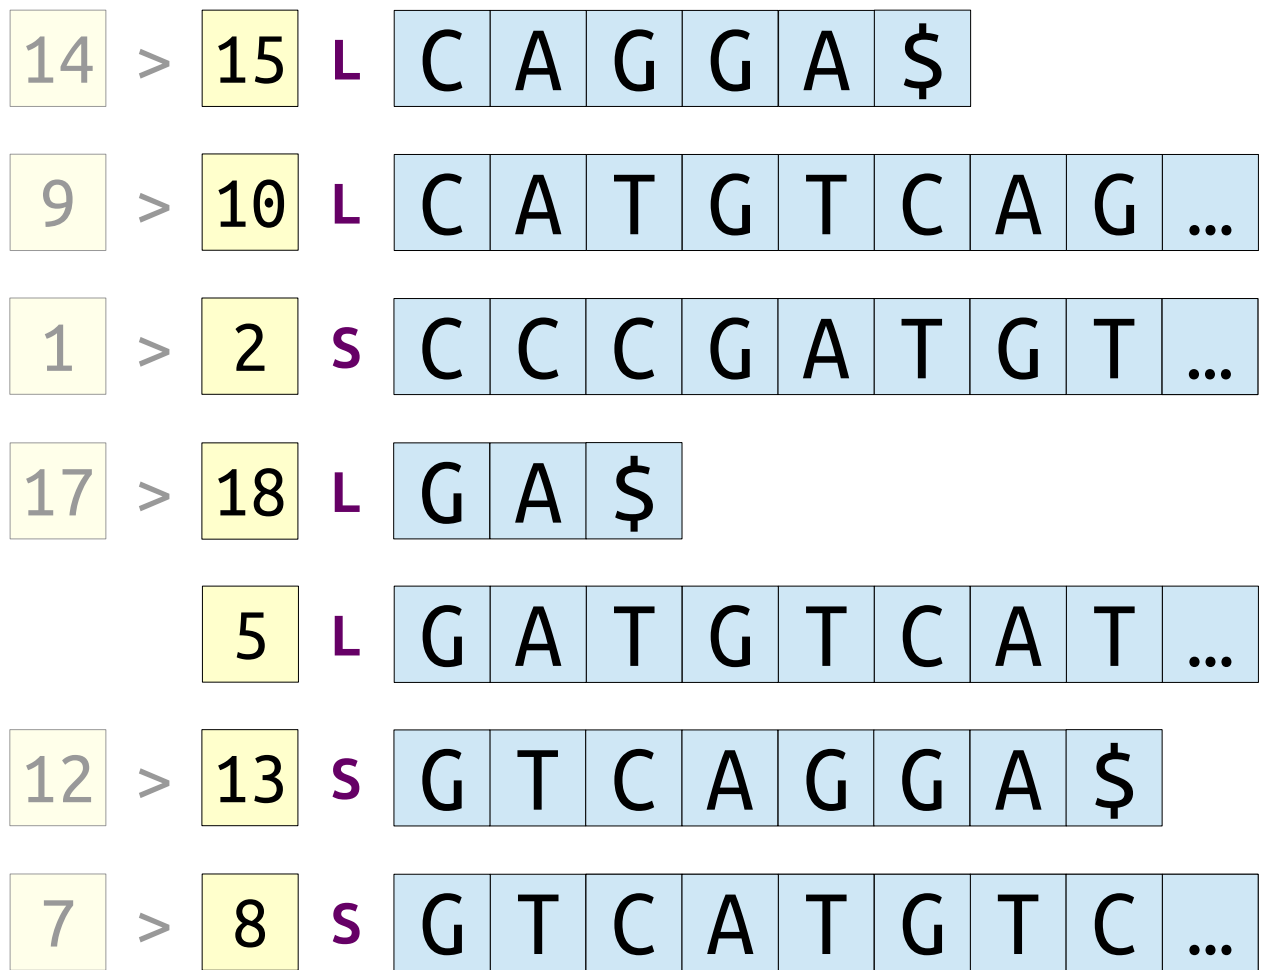 14 > 15 L C A G G A $
9 > 10 L C A T G T C A G …
1 > 2 S C C C G A T G T …
17 > 18 L G A $
5 L G A T G T C A T …
12 > 13 S G T C A G G A $
7 > 8 S G T C A T G T C …